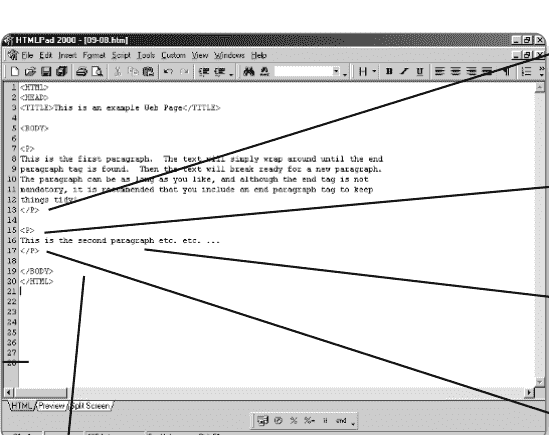 HTMLPad 2000 - [09-08.htm]
File Edit Insert Format Script Tools Custom View Windows Help
H B I U
1 <HTML>
2 <HEAD>
3 <TITLE>This is an example Web Page</TITLE>
4
5 <BODY>
6
7 <P>
8 This is the first paragraph. The text will simply wrap around until the end
9 paragraph tag is found. Then the text will break ready for a new paragraph.
10 The paragraph can be as long as you like, and although the end tag is not
11 mandatory, it is recommended that you include an end paragraph tag to keep
12 things tidy!
13 </P>
14
15 <P>
16 This is the second paragraph etc. etc. ...
17 </P>
18
19 </BODY>
20 </HTML>
21
22
23
24
25
26
27
28
HTML Preview Split Screen
end